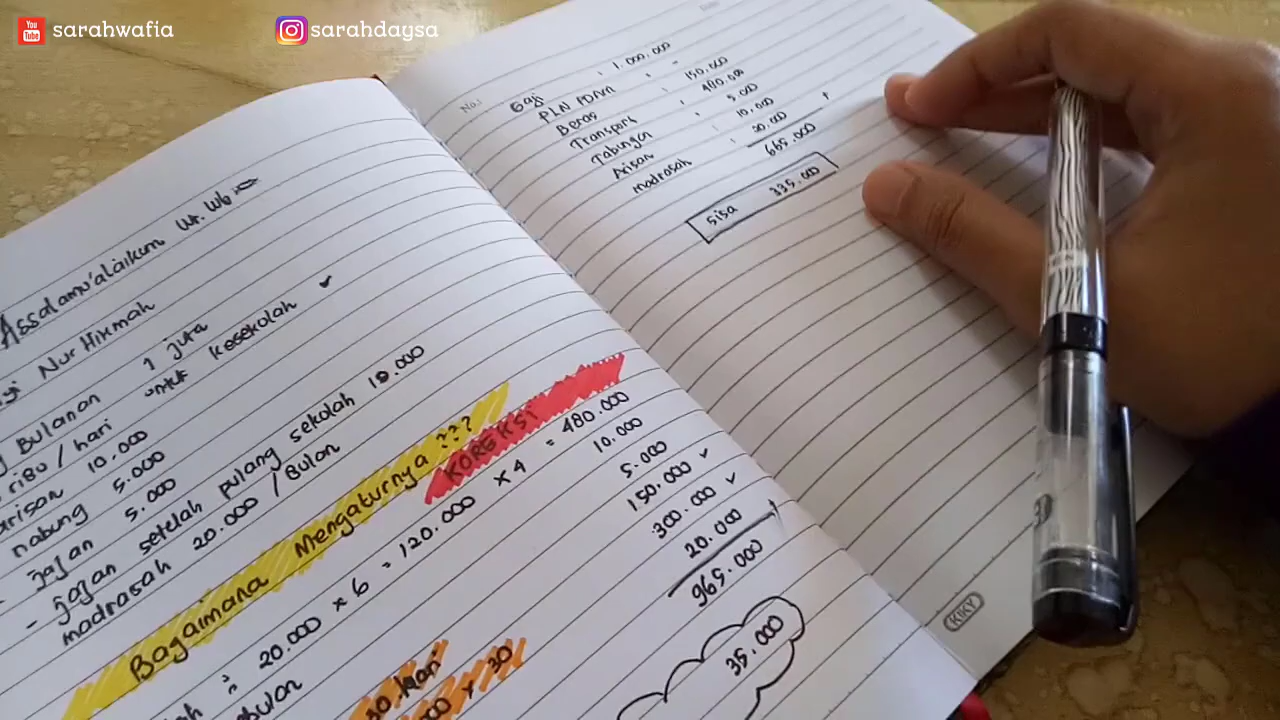 You Tube sarahwafia
sarahdaysa
Assalamu'alaikum Wr. Wb
Nur Hikmah
Bulanan 1 juta
ribu / hari untuk kesekolah ✓
arisan 10.000
nabung 5.000
jajan 5.000
- jajan setelah pulang sekolah 10.000
madrasah 20.000 / Bulan
Bagaimana Mengaturnya ???
KOREKSI
: 20.000 × 6 = 120.000 × 4 = 480.000
10.000
5.000
150.000 ✓
300.000 ✓
20.000
965.000
35.000
30 Hari
× 30
No.:
Gaji : 1.000.000
PLN PDAM : -
Beras : 150.000
Transport : 480.000
Tabungan : 5.000
Arisan : 10.000
madrasah : 20.000 +
665.000
sisa 335.000
KIKY